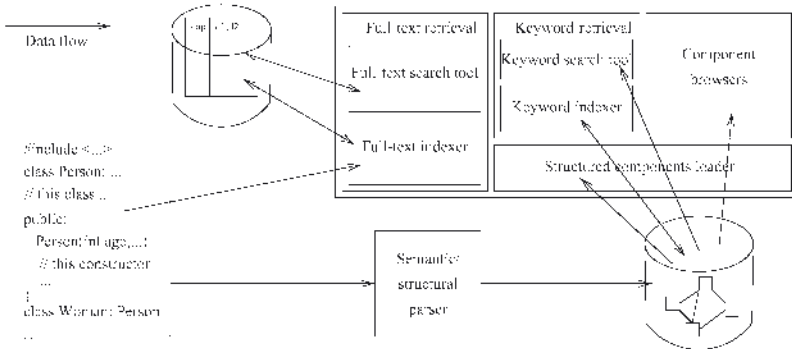 Data flow
Full text retrieval
Full-text search tool
Full-text indexer
Keyword retrieval
Keyword search tool
Keyword indexer
Component
browsers
Structured components loader
#include <...>
class Person: ...
// this class ..
public:
Person(int age,...)
// this constructor
...
}
class Woman: Person
...
Semantic/
structural
parser